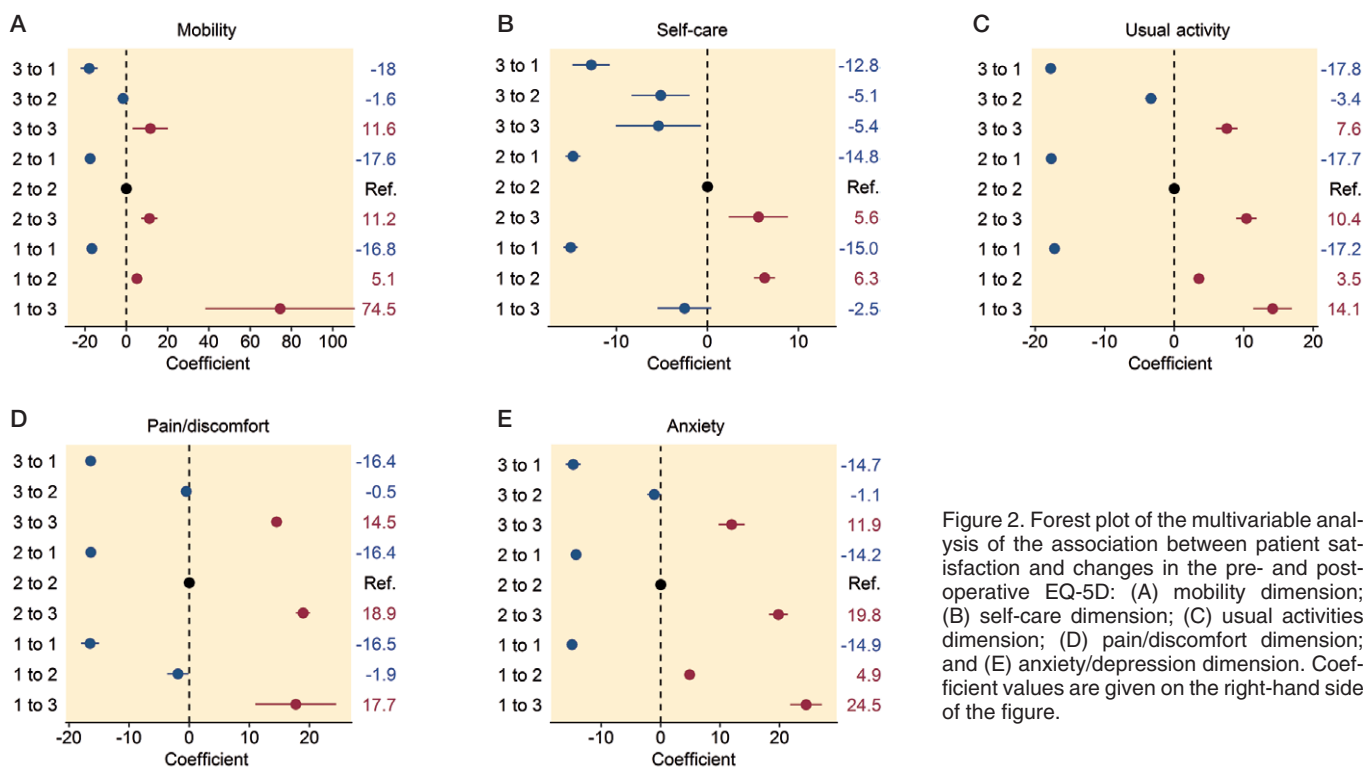 A
Mobility
3 to 1 -18
3 to 2 -1.6
3 to 3 11.6
2 to 1 -17.6
2 to 2 Ref.
2 to 3 11.2
1 to 1 -16.8
1 to 2 5.1
1 to 3 74.5
-20 0 20 40 60 80 100
Coefficient
B
Self-care
3 to 1 -12.8
3 to 2 -5.1
3 to 3 -5.4
2 to 1 -14.8
2 to 2 Ref.
2 to 3 5.6
1 to 1 -15.0
1 to 2 6.3
1 to 3 -2.5
-10 0 10
Coefficient
C
Usual activity
3 to 1 -17.8
3 to 2 -3.4
3 to 3 7.6
2 to 1 -17.7
2 to 2 Ref.
2 to 3 10.4
1 to 1 -17.2
1 to 2 3.5
1 to 3 14.1
-20 -10 0 10 20
Coefficient
D
Pain/discomfort
3 to 1 -16.4
3 to 2 -0.5
3 to 3 14.5
2 to 1 -16.4
2 to 2 Ref.
2 to 3 18.9
1 to 1 -16.5
1 to 2 -1.9
1 to 3 17.7
-20 -10 0 10 20
Coefficient
E
Anxiety
3 to 1 -14.7
3 to 2 -1.1
3 to 3 11.9
2 to 1 -14.2
2 to 2 Ref.
2 to 3 19.8
1 to 1 -14.9
1 to 2 4.9
1 to 3 24.5
-10 0 10 20
Coefficient
Figure 2. Forest plot of the multivariable anal-
ysis of the association between patient sat-
isfaction and changes in the pre- and post-
operative EQ-5D: (A) mobility dimension;
(B) self-care dimension; (C) usual activities
dimension; (D) pain/discomfort dimension;
and (E) anxiety/depression dimension. Coef-
ficient values are given on the right-hand side
of the figure.